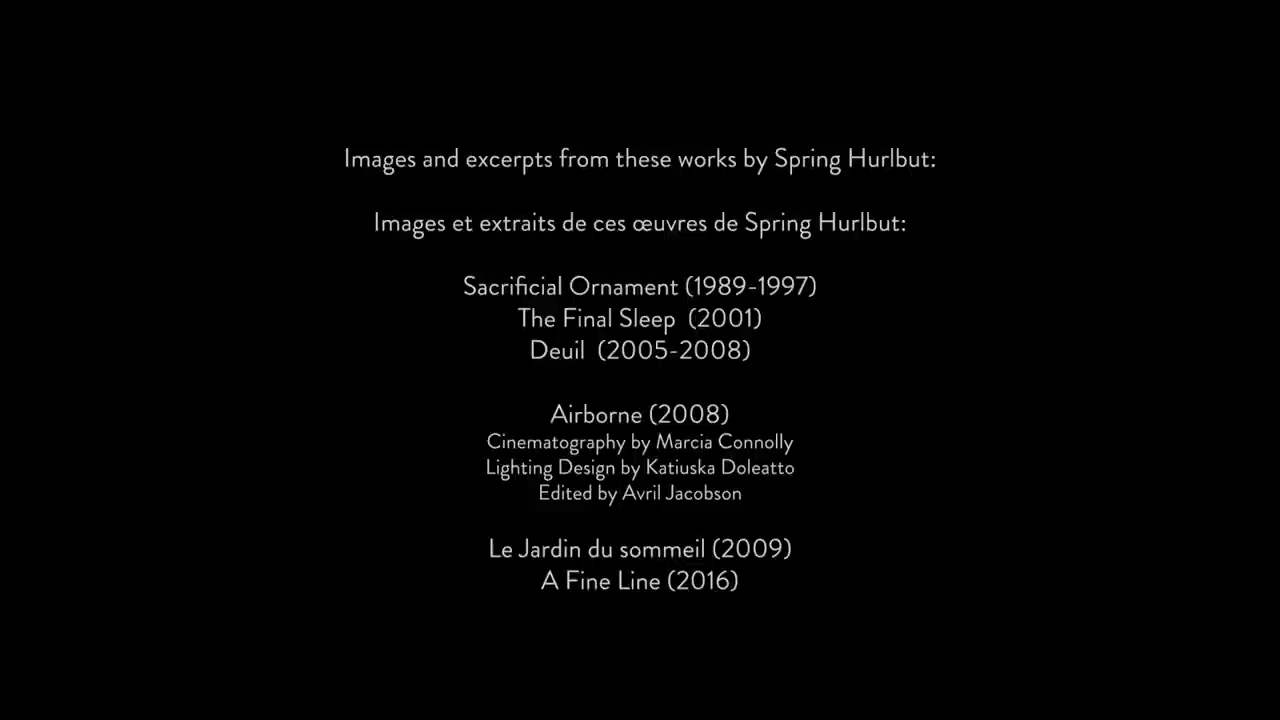 Images and excerpts from these works by Spring Hurlbut:
Images et extraits de ces œuvres de Spring Hurlbut:
Sacrificial Ornament (1989-1997)
The Final Sleep (2001)
Deuil (2005-2008)
Airborne (2008)
Cinematography by Marcia Connolly
Lighting Design by Katiuska Doleatto
Edited by Avril Jacobson
Le Jardin du sommeil (2009)
A Fine Line (2016)